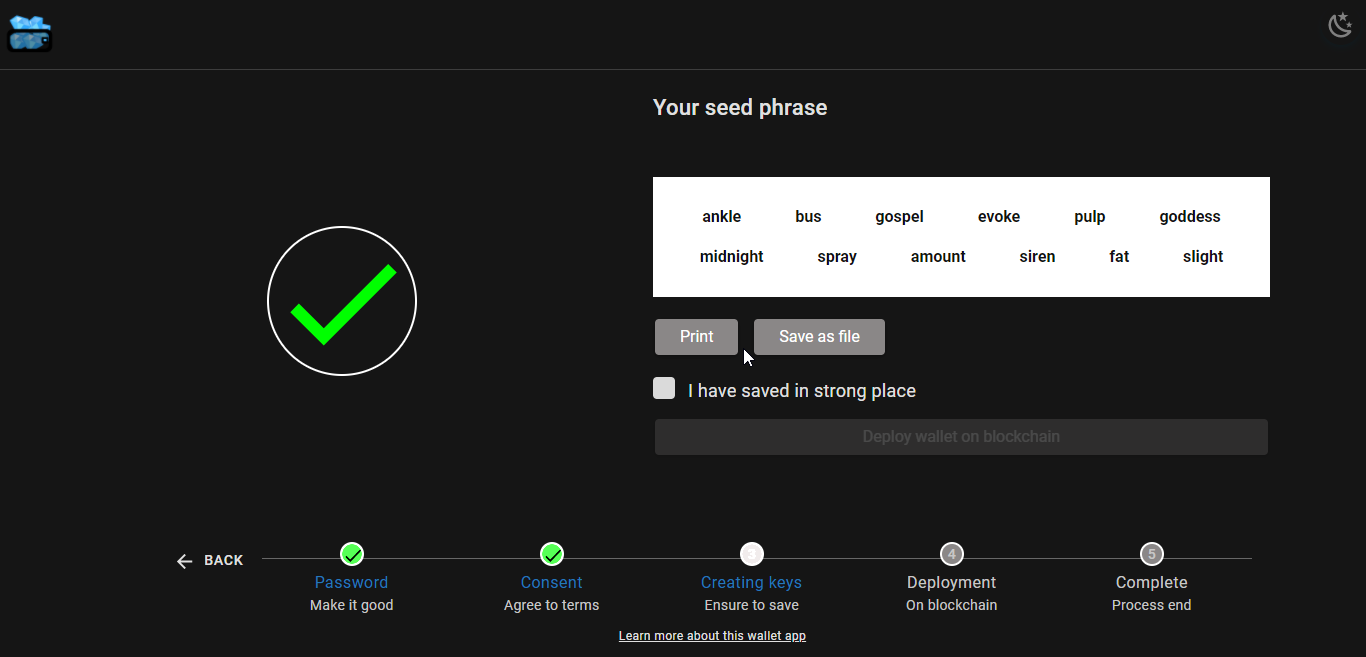 Your seed phrase
ankle bus gospel evoke pulp goddess
midnight spray amount siren fat slight
Print Save as file
I have saved in strong place
Deploy wallet on blockchain
BACK
3 4 5
Password Consent Creating keys Deployment Complete
Make it good Agree to terms Ensure to save On blockchain Process end
Learn more about this wallet app